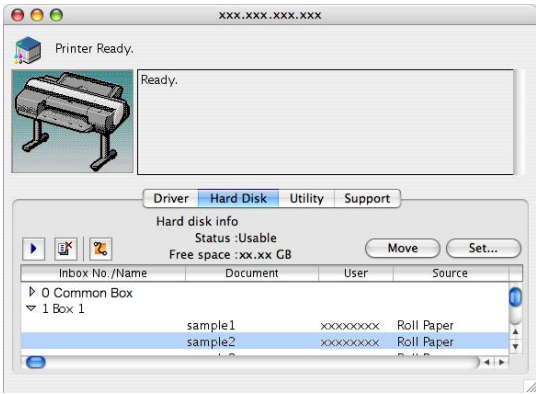 xxx.xxx.xxx.xxx
Printer Ready.
Ready.
Driver Hard Disk Utility Support
Hard disk info
Status :Usable
Free space :xx.xx GB
Move Set...
Inbox No./Name Document User Source
0 Common Box
1 Box 1
sample1 xxxxxxxx Roll Paper
sample2 xxxxxxxx Roll Paper